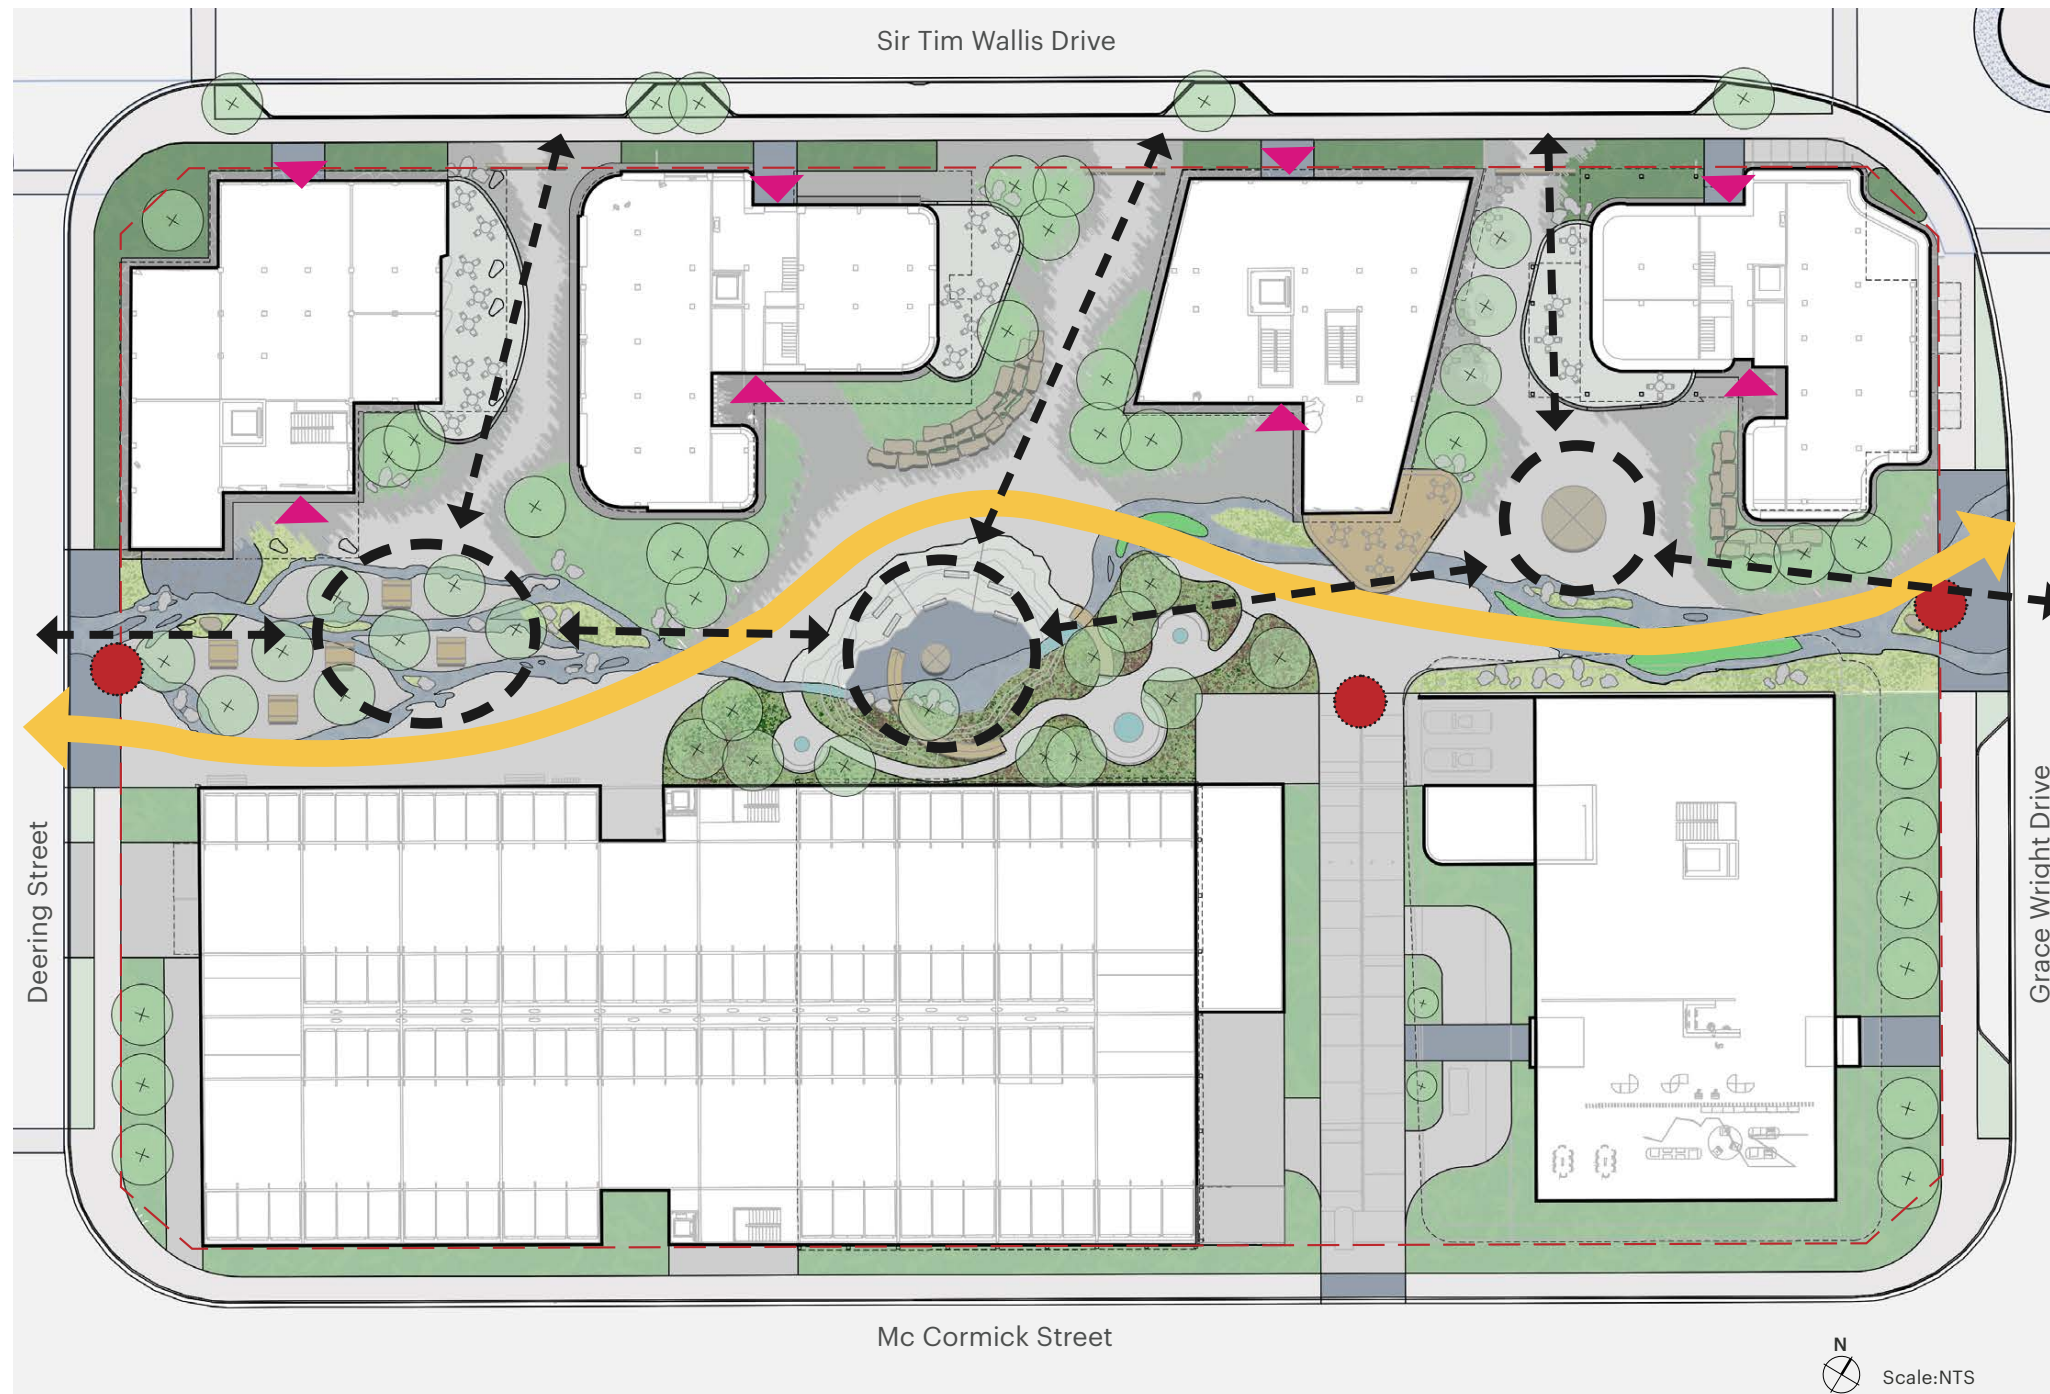 Sir Tim Wallis Drive
Deering Street
Grace Wright Drive
Mc Cormick Street
N
Scale:NTS